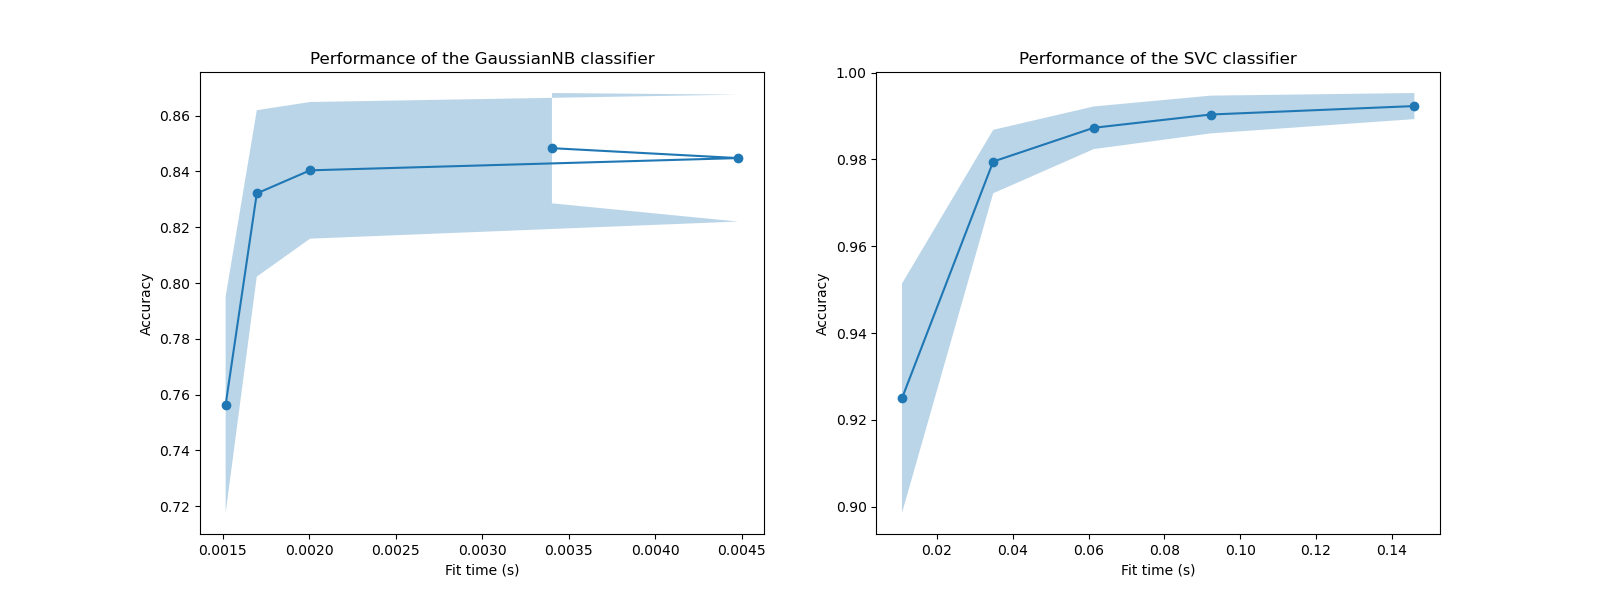 Performance of the GaussianNB classifier
Accuracy
0.86
0.84
0.82
0.80
0.78
0.76
0.74
0.72
0.0015 0.0020 0.0025 0.0030 0.0035 0.0040 0.0045
Fit time (s)
Performance of the SVC classifier
Accuracy
1.00
0.98
0.96
0.94
0.92
0.90
0.02 0.04 0.06 0.08 0.10 0.12 0.14
Fit time (s)